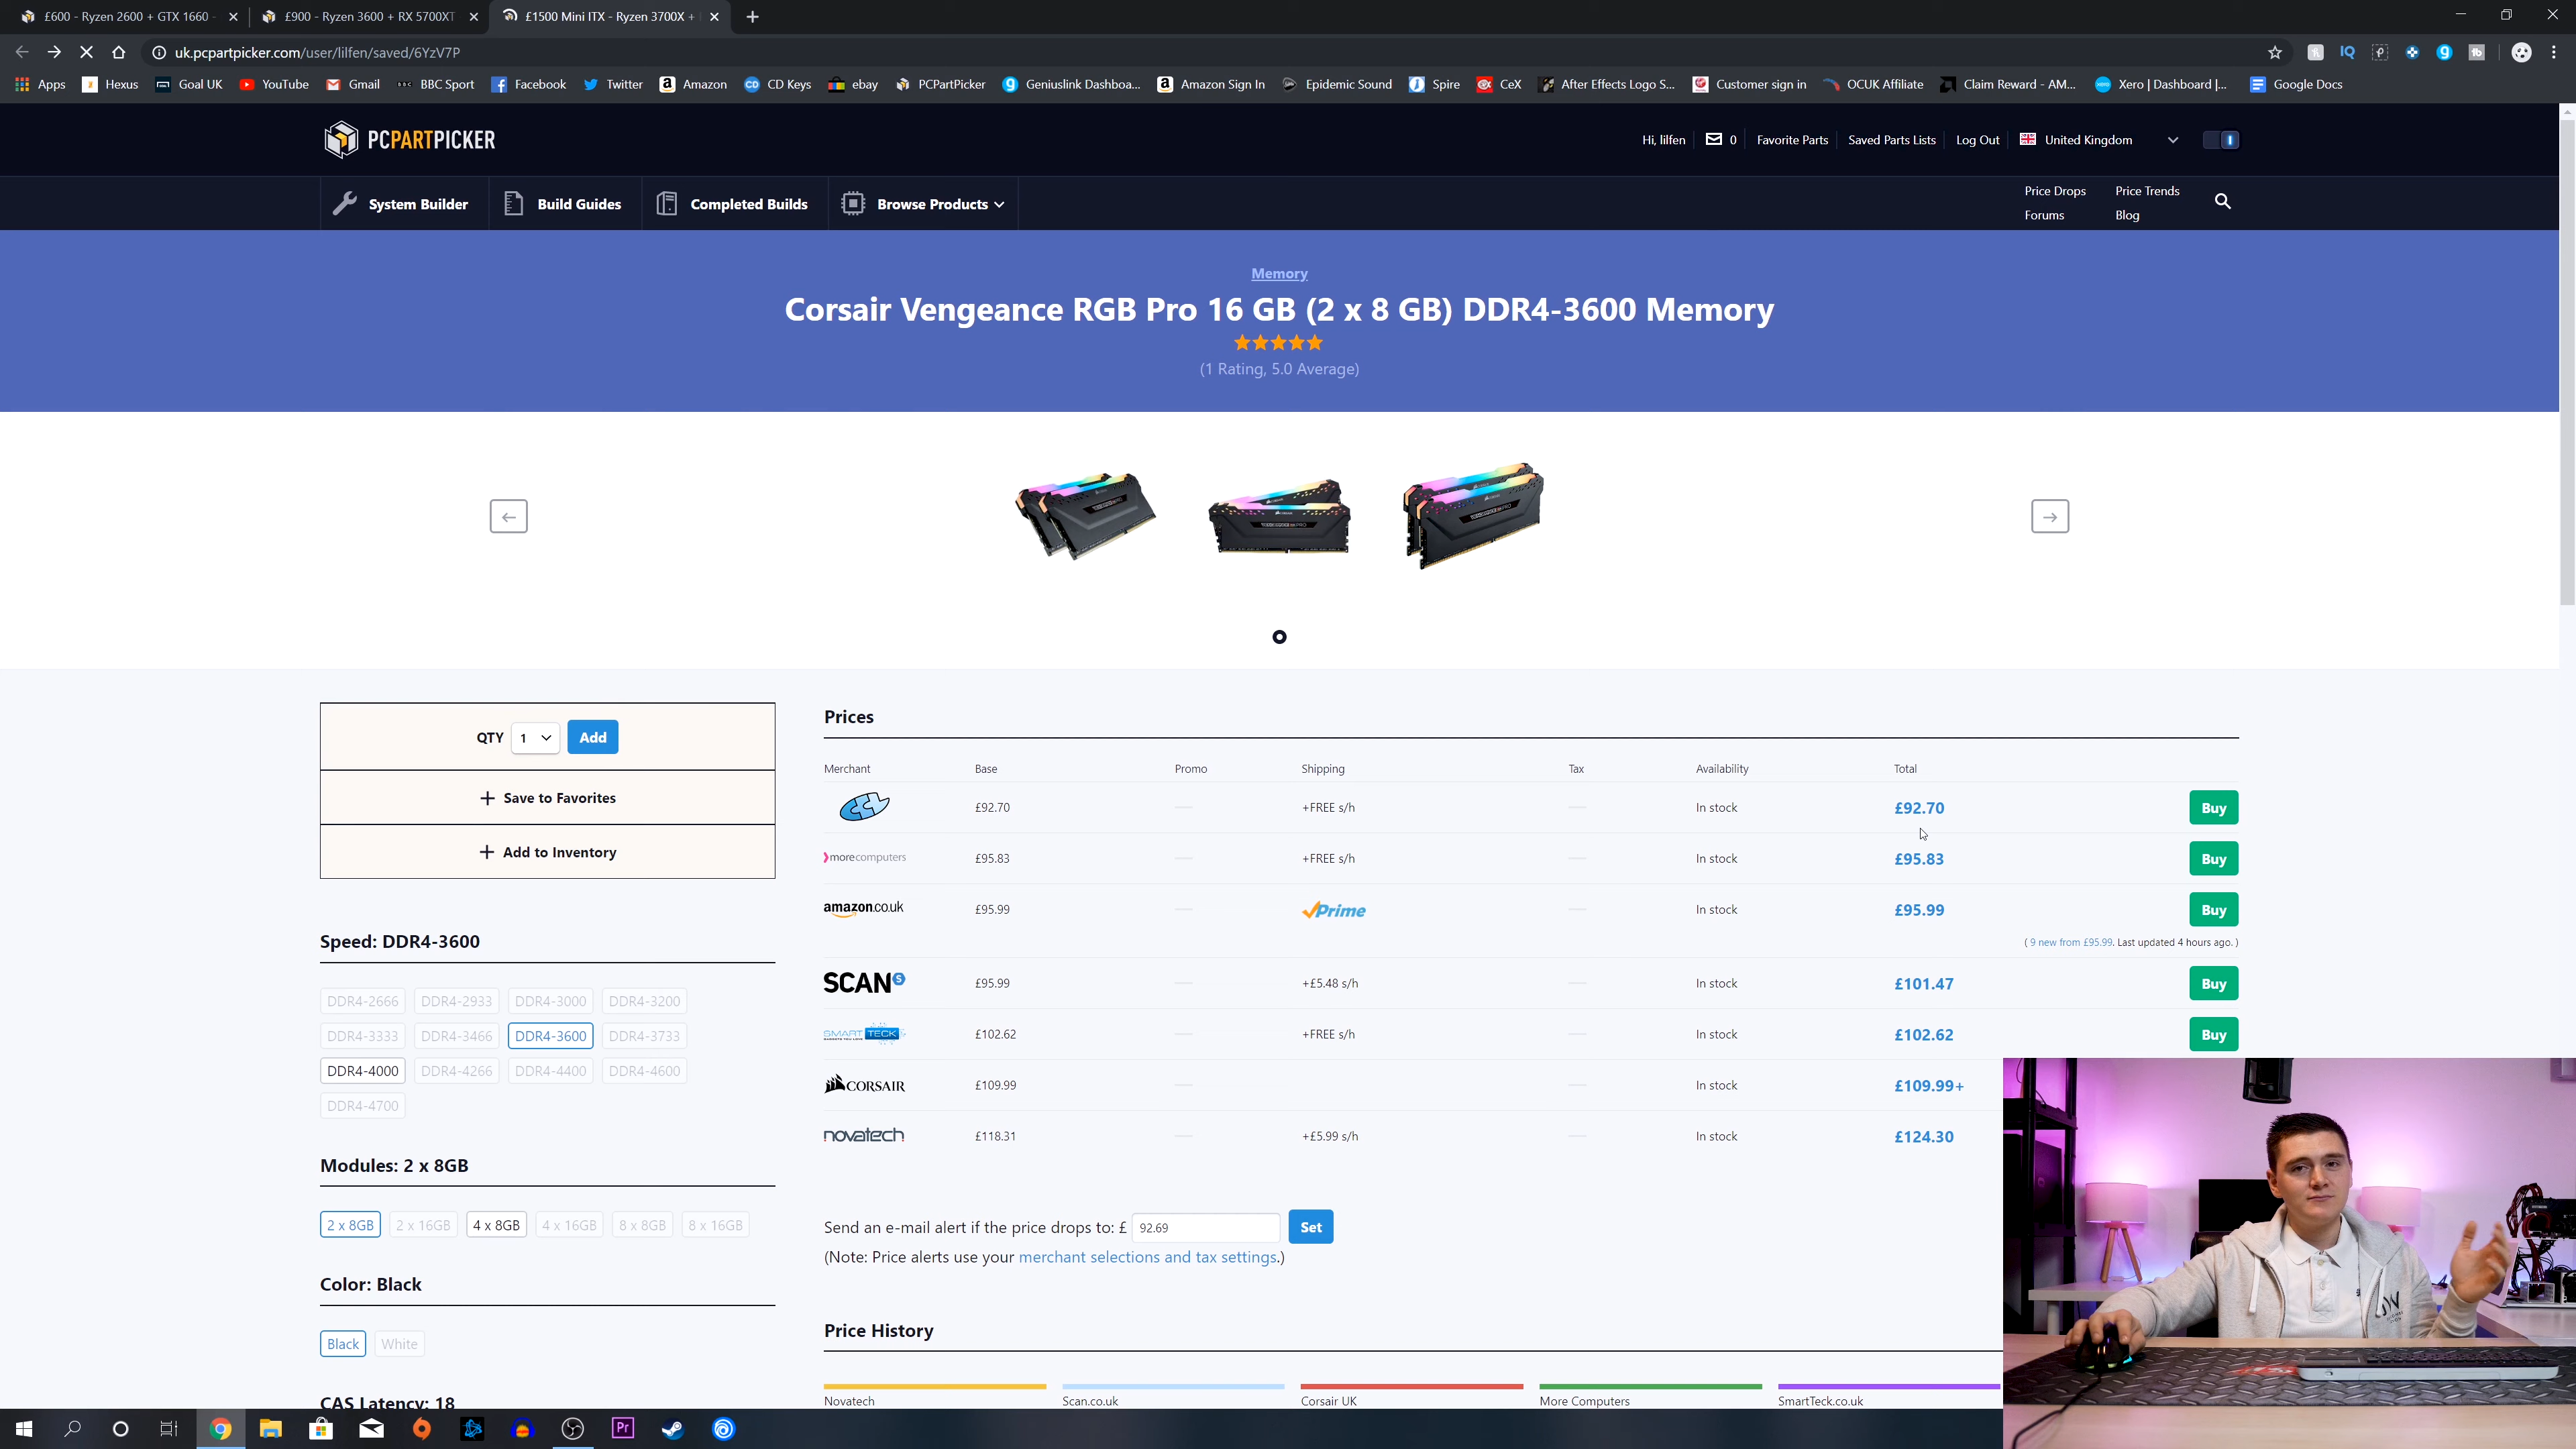 £600 - Ryzen 2600 + GTX 1660 -
£900 - Ryzen 3600 + RX 5700XT
£1500 Mini ITX - Ryzen 3700X +
uk.pcpartpicker.com/user/lilfen/saved/6YzV7P
Apps Hexus Goal UK YouTube Gmail BBC Sport Facebook Twitter Amazon CD Keys ebay PCPartPicker Geniuslink Dashboa... Amazon Sign In Epidemic Sound Spire CeX After Effects Logo S... Customer sign in OCUK Affiliate Claim Reward - AM... Xero | Dashboard |... Google Docs
PCPARTPICKER
Hi, lilfen 0 Favorite Parts Saved Parts Lists Log Out United Kingdom
System Builder Build Guides Completed Builds Browse Products
Price Drops Price Trends
Forums Blog
Memory
Corsair Vengeance RGB Pro 16 GB (2 x 8 GB) DDR4-3600 Memory
(1 Rating, 5.0 Average)
QTY 1 Add
+ Save to Favorites
+ Add to Inventory
Speed: DDR4-3600
DDR4-2666 DDR4-2933 DDR4-3000 DDR4-3200
DDR4-3333 DDR4-3466 DDR4-3600 DDR4-3733
DDR4-4000 DDR4-4266 DDR4-4400 DDR4-4600
DDR4-4700
Modules: 2 x 8GB
2 x 8GB 2 x 16GB 4 x 8GB 4 x 16GB 8 x 8GB 8 x 16GB
Color: Black
Black White
CAS Latency: 18
Prices
Merchant Base Promo Shipping Tax Availability Total
£92.70 +FREE s/h In stock £92.70 Buy
morecomputers £95.83 +FREE s/h In stock £95.83 Buy
amazon.co.uk £95.99 Prime In stock £95.99 Buy
( 9 new from £95.99. Last updated 4 hours ago. )
SCAN S £95.99 +£5.48 s/h In stock £101.47 Buy
SMART TECK £102.62 +FREE s/h In stock £102.62 Buy
CORSAIR £109.99 In stock £109.99+
novatech £118.31 +£5.99 s/h In stock £124.30
Send an e-mail alert if the price drops to: £ 92.69 Set
(Note: Price alerts use your merchant selections and tax settings.)
Price History
Novatech Scan.co.uk Corsair UK More Computers SmartTeck.co.uk
Pr